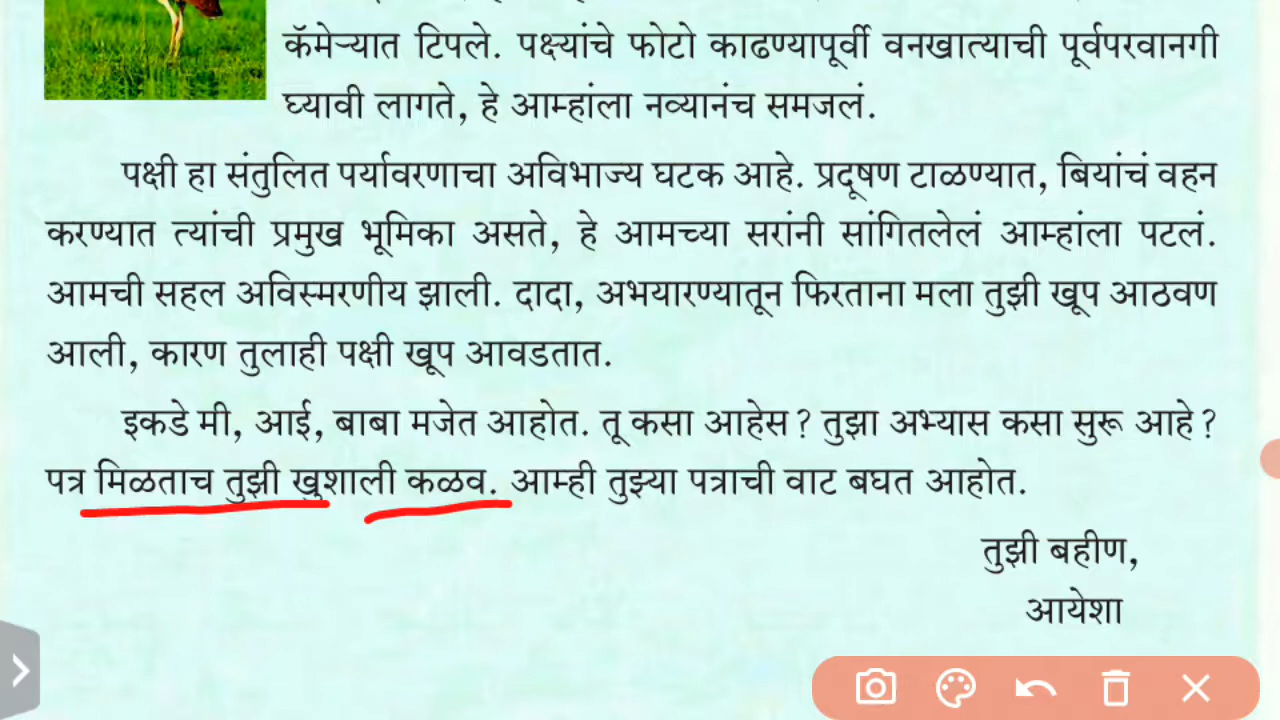 कॅमेऱ्यात टिपले. पक्ष्यांचे फोटो काढण्यापूर्वी वनखात्याची पूर्वपरवानगी
घ्यावी लागते, हे आम्हांला नव्यानंच समजलं.
पक्षी हा संतुलित पर्यावरणाचा अविभाज्य घटक आहे. प्रदूषण टाळण्यात, बियांचं वहन
करण्यात त्यांची प्रमुख भूमिका असते, हे आमच्या सरांनी सांगितलेलं आम्हांला पटलं.
आमची सहल अविस्मरणीय झाली. दादा, अभयारण्यातून फिरताना मला तुझी खूप आठवण
आली, कारण तुलाही पक्षी खूप आवडतात.
इकडे मी, आई, बाबा मजेत आहोत. तू कसा आहेस? तुझा अभ्यास कसा सुरू आहे?
पत्र मिळताच तुझी खुशाली कळव. आम्ही तुझ्या पत्राची वाट बघत आहोत.
तुझी बहीण,
आयेशा